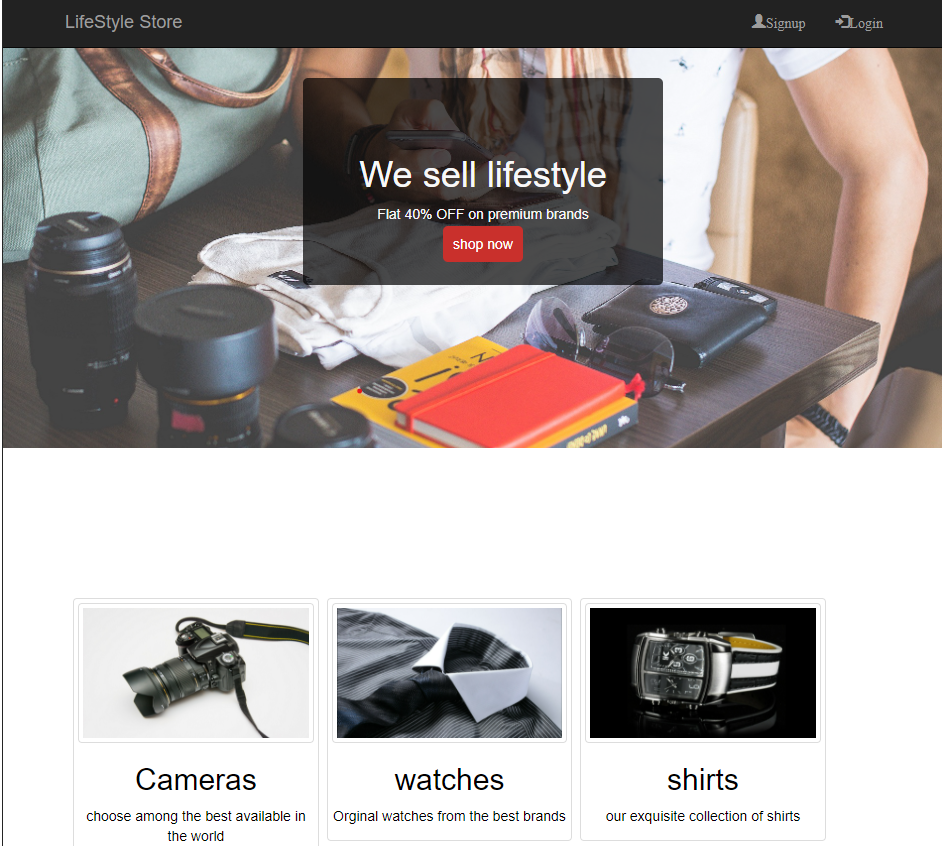 LifeStyle Store
Signup
Login
We sell lifestyle
Flat 40% OFF on premium brands
shop now
Cameras
choose among the best available in
the world
watches
Orginal watches from the best brands
shirts
our exquisite collection of shirts